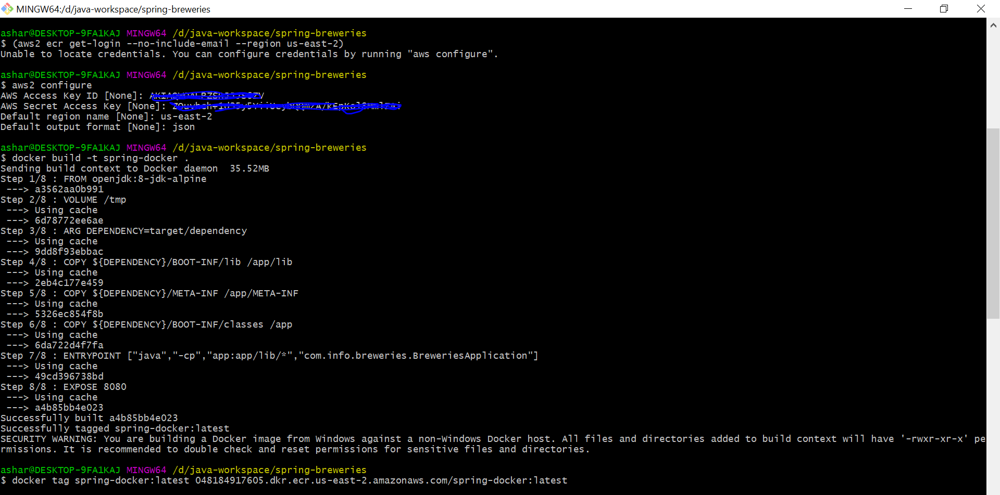 MINGW64:/d/java-workspace/spring-breweries
ashar@DESKTOP-9FA1KAJ MINGW64 /d/java-workspace/spring-breweries
$ (aws2 ecr get-login --no-include-email --region us-east-2)
Unable to locate credentials. You can configure credentials by running "aws configure".
ashar@DESKTOP-9FA1KAJ MINGW64 /d/java-workspace/spring-breweries
$ aws2 configure
AWS Access Key ID [None]:
AWS Secret Access Key [None]:
Default region name [None]: us-east-2
Default output format [None]: json
ashar@DESKTOP-9FA1KAJ MINGW64 /d/java-workspace/spring-breweries
$ docker build -t spring-docker .
Sending build context to Docker daemon  35.52MB
Step 1/8 : FROM openjdk:8-jdk-alpine
---> a3562aa0b991
Step 2/8 : VOLUME /tmp
---> Using cache
---> 6d78772ee6ae
Step 3/8 : ARG DEPENDENCY=target/dependency
---> Using cache
---> 9dd8f93ebbac
Step 4/8 : COPY ${DEPENDENCY}/BOOT-INF/lib /app/lib
---> Using cache
---> 2eb4c177e459
Step 5/8 : COPY ${DEPENDENCY}/META-INF /app/META-INF
---> Using cache
---> 5326ec854f8b
Step 6/8 : COPY ${DEPENDENCY}/BOOT-INF/classes /app
---> Using cache
---> 6da722d4f7fa
Step 7/8 : ENTRYPOINT ["java","-cp","app:app/lib/*","com.info.breweries.BreweriesApplication"]
---> Using cache
---> 49cd396738bd
Step 8/8 : EXPOSE 8080
---> Using cache
---> a4b85bb4e023
Successfully built a4b85bb4e023
Successfully tagged spring-docker:latest
SECURITY WARNING: You are building a Docker image from Windows against a non-Windows Docker host. All files and directories added to build context will have '-rwxr-xr-x' pe
rmissions. It is recommended to double check and reset permissions for sensitive files and directories.
ashar@DESKTOP-9FA1KAJ MINGW64 /d/java-workspace/spring-breweries
$ docker tag spring-docker:latest 048184917605.dkr.ecr.us-east-2.amazonaws.com/spring-docker:latest